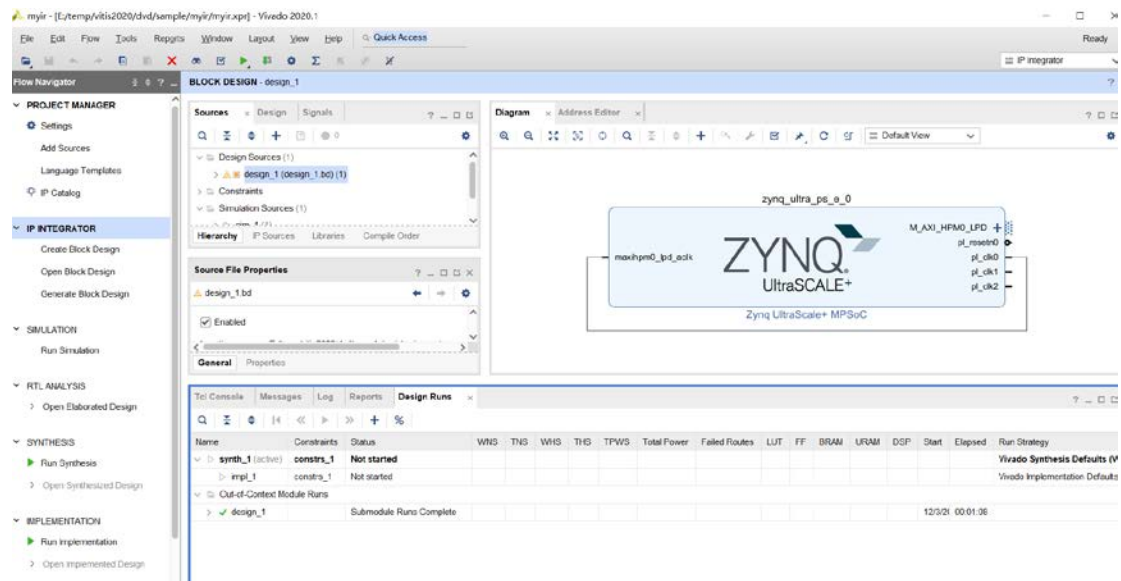 myir - [E:/temp/vitis2020/dvd/sample/myir/myir.xpr] - Vivado 2020.1
File Edit Flow Tools Reports Window Layout View Help Quick Access
Ready
IP Integrator
Flow Navigator
BLOCK DESIGN - design_1
PROJECT MANAGER
Settings
Add Sources
Language Templates
IP Catalog
IP INTEGRATOR
Create Block Design
Open Block Design
Generate Block Design
SIMULATION
Run Simulation
RTL ANALYSIS
Open Elaborated Design
SYNTHESIS
Run Synthesis
Open Synthesized Design
IMPLEMENTATION
Run Implementation
Open Implemented Design
Sources Design Signals
Design Sources (1)
design_1 (design_1.bd) (1)
Constraints
Simulation Sources (1)
Hierarchy IP Sources Libraries Compile Order
Source File Properties
design_1.bd
Enabled
General Properties
Diagram Address Editor
Default View
zynq_ultra_ps_e_0
maxihpm0_lpd_aclk
ZYNQ
UltraSCALE+
M_AXI_HPM0_LPD
pl_resetn0
pl_clk0
pl_clk1
pl_clk2
Zynq UltraScale+ MPSoC
Tcl Console Messages Log Reports Design Runs
Name Constraints Status WNS TNS WHS THS TPWS Total Power Failed Routes LUT FF BRAM URAM DSP Start Elapsed Run Strategy
synth_1 (active) constrs_1 Not started Vivado Synthesis Defaults (V
impl_1 constrs_1 Not started Vivado Implementation Defaults
Out-of-Context Module Runs
design_1 Submodule Runs Complete 12/3/2